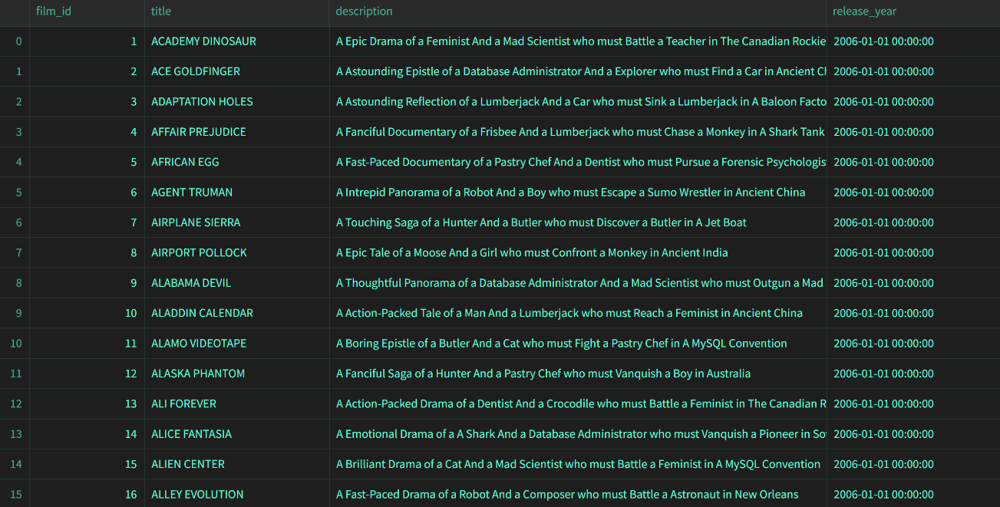 film_id title description release_year
0 1 ACADEMY DINOSAUR A Epic Drama of a Feminist And a Mad Scientist who must Battle a Teacher in The Canadian Rockie 2006-01-01 00:00:00
1 2 ACE GOLDFINGER A Astounding Epistle of a Database Administrator And a Explorer who must Find a Car in Ancient Cl 2006-01-01 00:00:00
2 3 ADAPTATION HOLES A Astounding Reflection of a Lumberjack And a Car who must Sink a Lumberjack in A Baloon Facto 2006-01-01 00:00:00
3 4 AFFAIR PREJUDICE A Fanciful Documentary of a Frisbee And a Lumberjack who must Chase a Monkey in A Shark Tank 2006-01-01 00:00:00
4 5 AFRICAN EGG A Fast-Paced Documentary of a Pastry Chef And a Dentist who must Pursue a Forensic Psychologis 2006-01-01 00:00:00
5 6 AGENT TRUMAN A Intrepid Panorama of a Robot And a Boy who must Escape a Sumo Wrestler in Ancient China 2006-01-01 00:00:00
6 7 AIRPLANE SIERRA A Touching Saga of a Hunter And a Butler who must Discover a Butler in A Jet Boat 2006-01-01 00:00:00
7 8 AIRPORT POLLOCK A Epic Tale of a Moose And a Girl who must Confront a Monkey in Ancient India 2006-01-01 00:00:00
8 9 ALABAMA DEVIL A Thoughtful Panorama of a Database Administrator And a Mad Scientist who must Outgun a Mad 2006-01-01 00:00:00
9 10 ALADDIN CALENDAR A Action-Packed Tale of a Man And a Lumberjack who must Reach a Feminist in Ancient China 2006-01-01 00:00:00
10 11 ALAMO VIDEOTAPE A Boring Epistle of a Butler And a Cat who must Fight a Pastry Chef in A MySQL Convention 2006-01-01 00:00:00
11 12 ALASKA PHANTOM A Fanciful Saga of a Hunter And a Pastry Chef who must Vanquish a Boy in Australia 2006-01-01 00:00:00
12 13 ALI FOREVER A Action-Packed Drama of a Dentist And a Crocodile who must Battle a Feminist in The Canadian R 2006-01-01 00:00:00
13 14 ALICE FANTASIA A Emotional Drama of a A Shark And a Database Administrator who must Vanquish a Pioneer in So 2006-01-01 00:00:00
14 15 ALIEN CENTER A Brilliant Drama of a Cat And a Mad Scientist who must Battle a Feminist in A MySQL Convention 2006-01-01 00:00:00
15 16 ALLEY EVOLUTION A Fast-Paced Drama of a Robot And a Composer who must Battle a Astronaut in New Orleans 2006-01-01 00:00:00